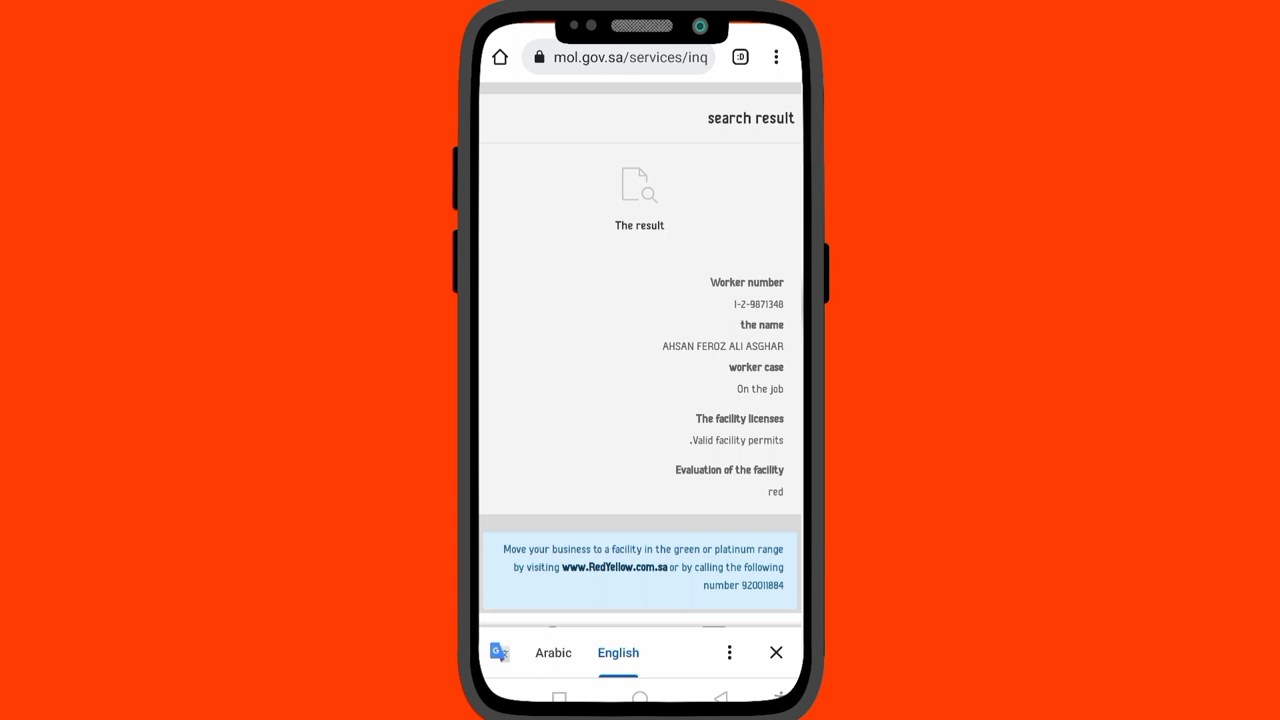 mol.gov.sa/services/inq
:D
search result
The result
Worker number
1-2-9871348
the name
AHSAN FEROZ ALI ASGHAR
worker case
On the job
The facility licenses
.Valid facility permits
Evaluation of the facility
red
Move your business to a facility in the green or platinum range
by visiting www.RedYellow.com.sa or by calling the following
number 920011884
Arabic English